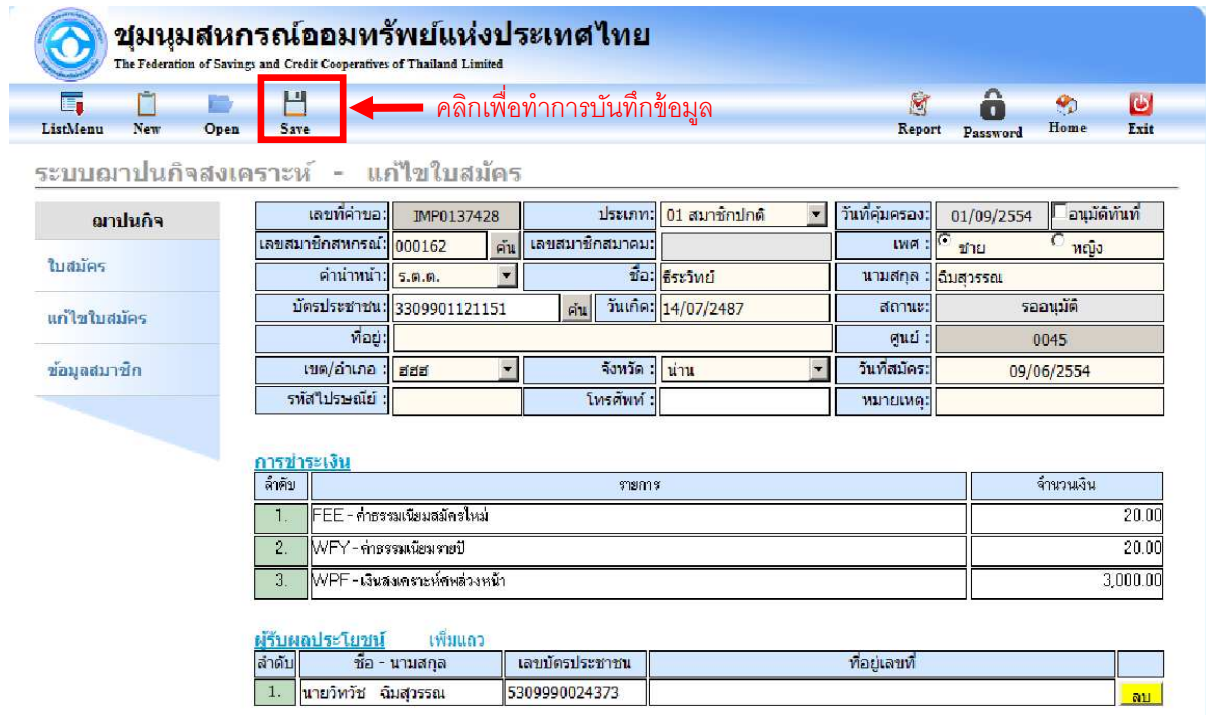 ชุมนุมสหกรณ์ออมทรัพย์แห่งประเทศไทย
The Federation of Savings and Credit Cooperatives of Thailand Limited
ListMenu New Open Save คลิกเพื่อทำการบันทึกข้อมูล Report Password Home Exit
ระบบฌาปนกิจสงเคราะห์ - แก้ไขใบสมัคร
ฌาปนกิจ
ใบสมัคร
แก้ไขใบสมัคร
ข้อมูลสมาชิก
เลขที่คำขอ: IMP0137428 ประเภท: 01 สมาชิกปกติ วันที่คุ้มครอง: 01/09/2554 อนุมัติทันที
เลขสมาชิกสหกรณ์: 000162 ค้น เลขสมาชิกสมาคม: เพศ : ชาย หญิง
คำนำหน้า: ร.ต.ต. ชื่อ: ธีระวิทย์ นามสกุล : ฉิมสุวรรณ
บัตรประชาชน: 3309901121151 ค้น วันเกิด: 14/07/2487 สถานะ: รออนุมัติ
ที่อยู่: ศูนย์ : 0045
เขต/อำเภอ : ฮฮฮ จังหวัด : น่าน วันที่สมัคร: 09/06/2554
รหัสไปรษณีย์ : โทรศัพท์ : หมายเหตุ:
การชำระเงิน
ลำดับ รายการ จำนวนเงิน
1. FEE - ค่าธรรมเนียมสมัครใหม่ 20.00
2. WFY - ค่าธรรมเนียมรายปี 20.00
3. WPF - เงินสงเคราะห์ศพล่วงหน้า 3,000.00
ผู้รับผลประโยชน์ เพิ่มแถว
ลำดับ ชื่อ - นามสกุล เลขบัตรประชาชน ที่อยู่เลขที่
1. นายวิทวัช ฉิมสุวรรณ 5309990024373 ลบ